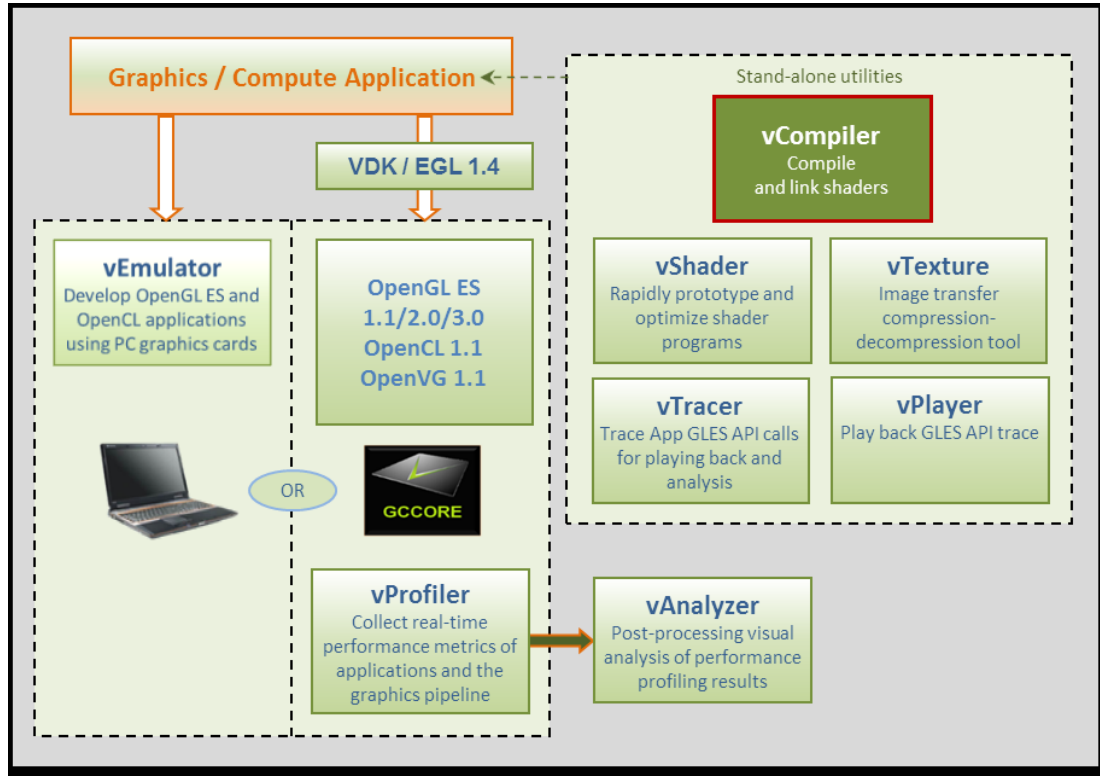 Graphics / Compute Application
Stand-alone utilities
vCompiler
Compile
and link shaders
VDK / EGL 1.4
vEmulator
Develop OpenGL ES and
OpenCL applications
using PC graphics cards
OpenGL ES
1.1/2.0/3.0
OpenCL 1.1
OpenVG 1.1
vShader
Rapidly prototype and
optimize shader
programs
vTexture
Image transfer
compression-
decompression tool
vTracer
Trace App GLES API calls
for playing back and
analysis
vPlayer
Play back GLES API trace
OR
GCCORE
vProfiler
Collect real-time
performance metrics of
applications and the
graphics pipeline
vAnalyzer
Post-processing visual
analysis of performance
profiling results